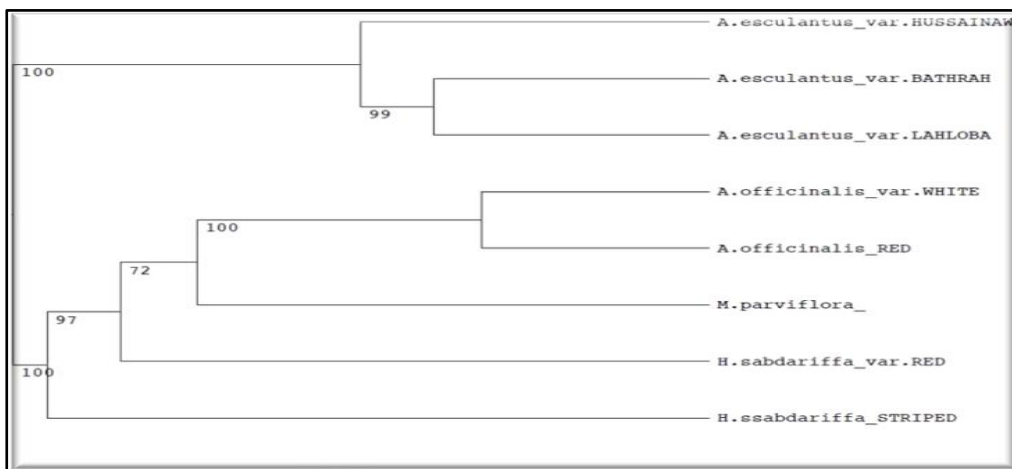 A.esculantus_var.HUSSAINAW
100
A.esculantus_var.BATHRAH
99
A.esculantus_var.LAHLOBA
A.officinalis_var.WHITE
100
A.officinalis_RED
72
M.parviflora_
97
H.sabdariffa_var.RED
100
H.ssabdariffa_STRIPED